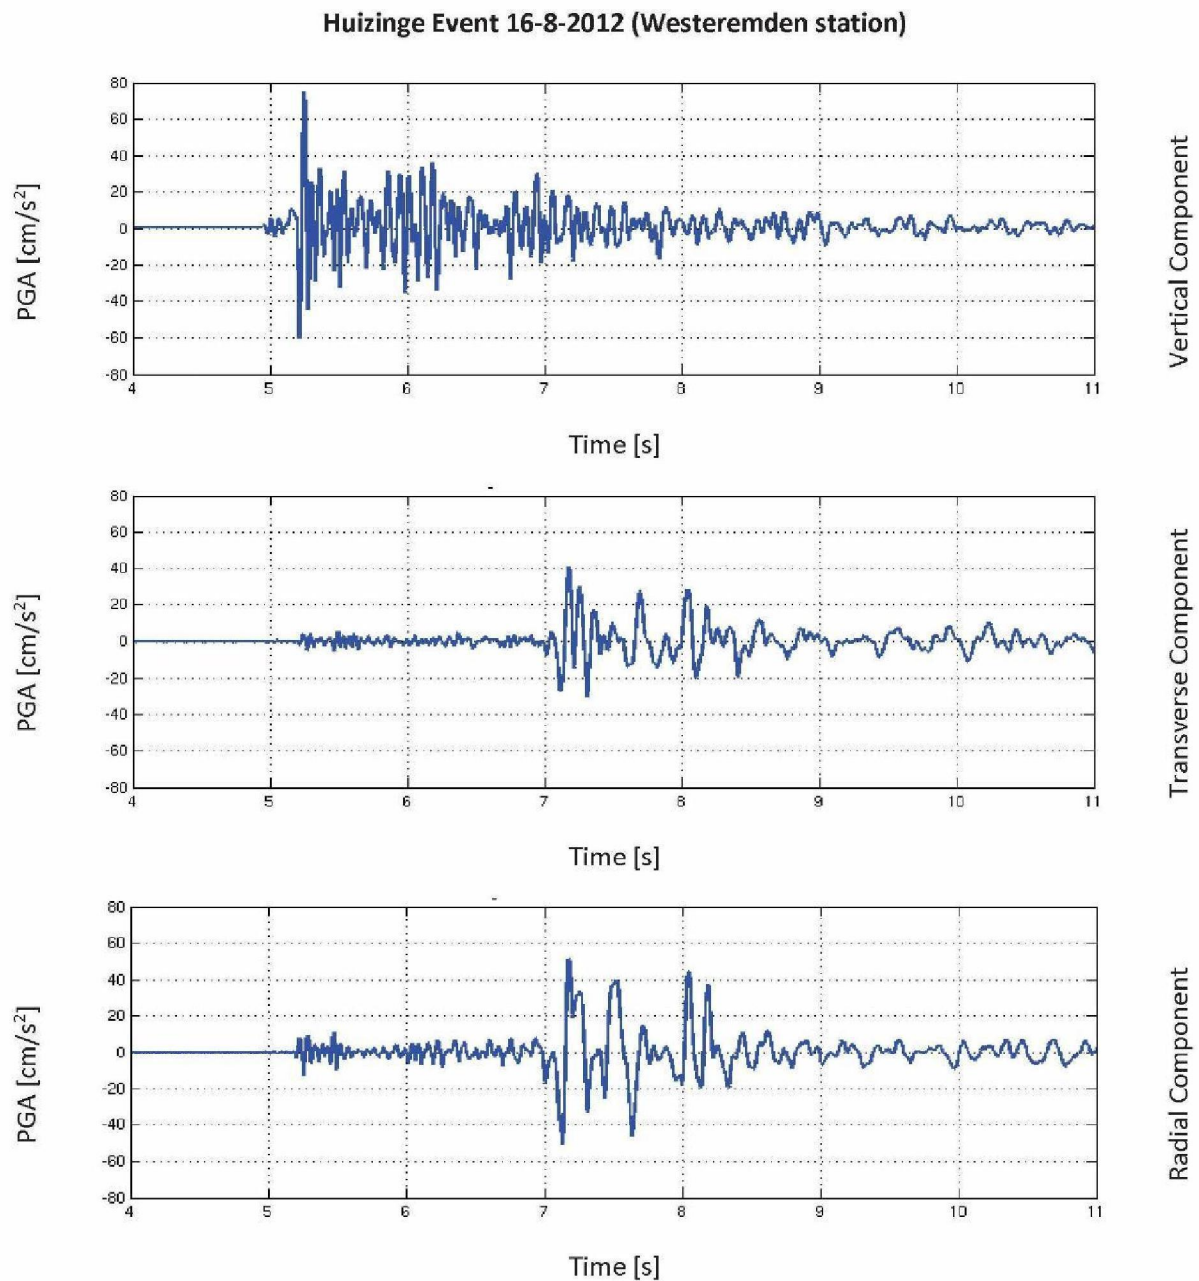 Huizinge Event 16-8-2012 (Westeremden station)
80
60
40
20
0
-20
-40
-60
-80
4 5 6 7 8 9 10 11
PGA [cm/s²]
Time [s]
Vertical Component
80
60
40
20
0
-20
-40
-60
-80
4 5 6 7 8 9 10 11
PGA [cm/s²]
Time [s]
Transverse Component
80
60
40
20
0
-20
-40
-60
-80
4 5 6 7 8 9 10 11
PGA [cm/s²]
Time [s]
Radial Component